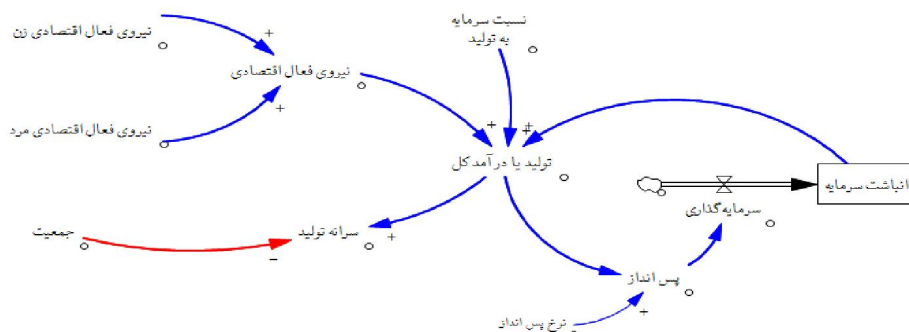 نیروی فعال اقتصادی زن
نسبت سرمایه
به تولید
نیروی فعال اقتصادی
نیروی فعال اقتصادی مرد
تولید یا درآمد کل
انباشت سرمایه
سرمایه‌گذاری
جمعیت
سرانه تولید
پس انداز
نرخ پس انداز